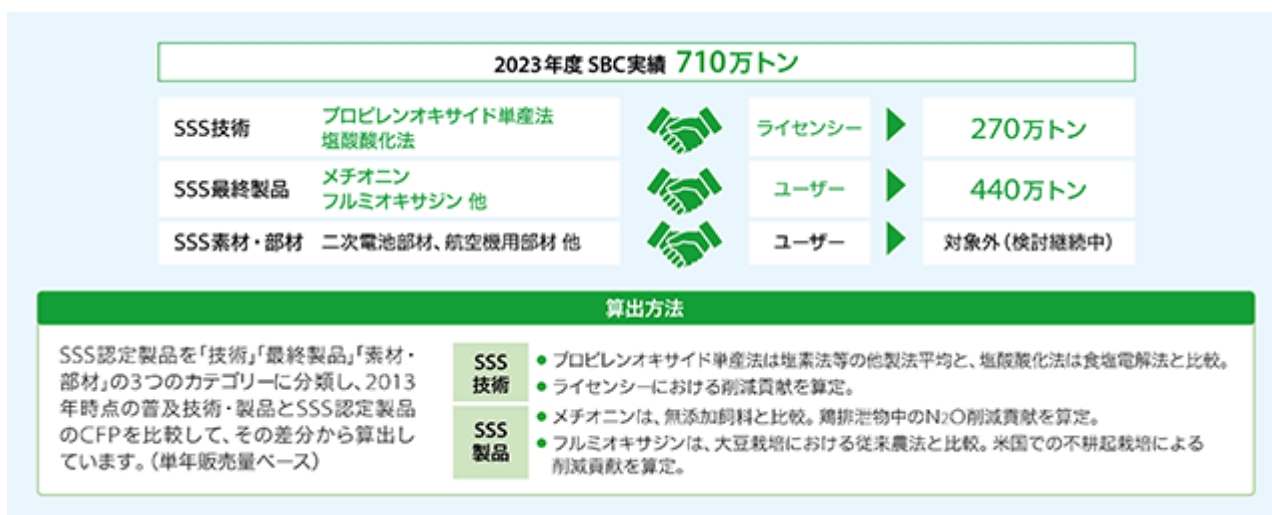 2023年度 SBC実績 710万トン
SSS技術
プロピレンオキサイド単産法
塩酸酸化法
ライセンシー
270万トン
SSS最終製品
メチオニン
フルミオキサジン 他
ユーザー
440万トン
SSS素材・部材
二次電池部材、航空機用部材 他
ユーザー
対象外（検討継続中）
算出方法
SSS認定製品を「技術」「最終製品」「素材・
部材」の3つのカテゴリーに分類し、2013
年時点の普及技術・製品とSSS認定製品
のCFPを比較して、その差分から算出し
ています。（単年販売量ベース）
SSS
技術
● プロピレンオキサイド単産法は塩素法等の他製法平均と、塩酸酸化法は食塩電解法と比較。
● ライセンシーにおける削減貢献を算定。
SSS
製品
● メチオニンは、無添加飼料と比較。鶏排泄物中のN₂O削減貢献を算定。
● フルミオキサジンは、大豆栽培における従来農法と比較。米国での不耕起栽培による
削減貢献を算定。